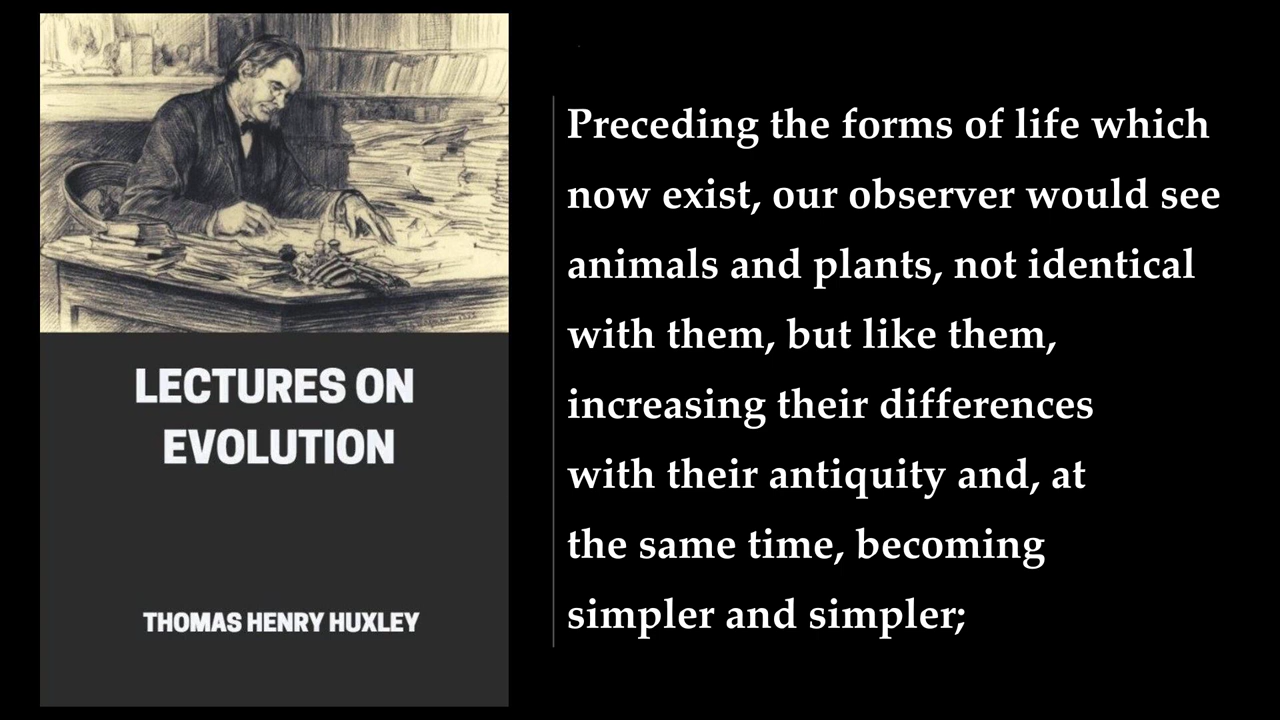 LECTURES ON
EVOLUTION
THOMAS HENRY HUXLEY
Preceding the forms of life which
now exist, our observer would see
animals and plants, not identical
with them, but like them,
increasing their differences
with their antiquity and, at
the same time, becoming
simpler and simpler;